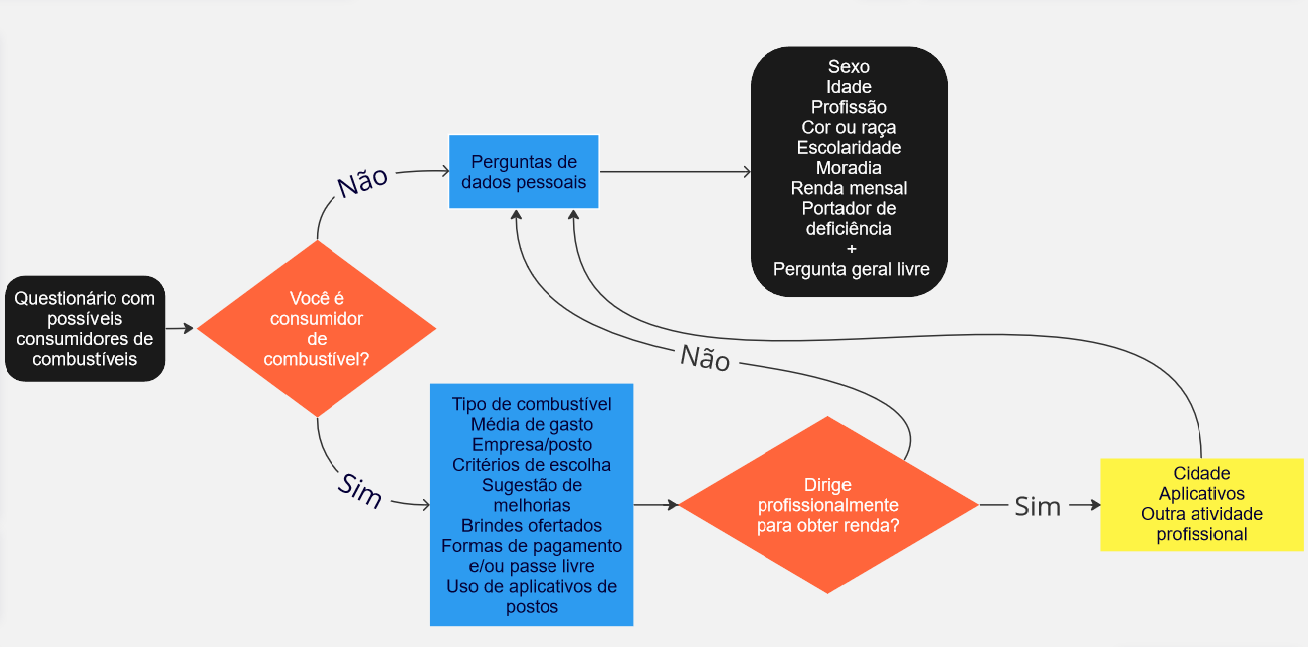 Questionário com
possíveis
consumidores de
combustíveis
Você é
consumidor
de
combustível?
Não
Perguntas de
dados pessoais
Sexo
Idade
Profissão
Cor ou raça
Escolaridade
Moradia
Renda mensal
Portador de
deficiência
+
Pergunta geral livre
Sim
Tipo de combustível
Média de gasto
Empresa/posto
Critérios de escolha
Sugestão de
melhorias
Brindes ofertados
Formas de pagamento
e/ou passe livre
Uso de aplicativos de
postos
Dirige
profissionalmente
para obter renda?
Não
Sim
Cidade
Aplicativos
Outra atividade
profissional